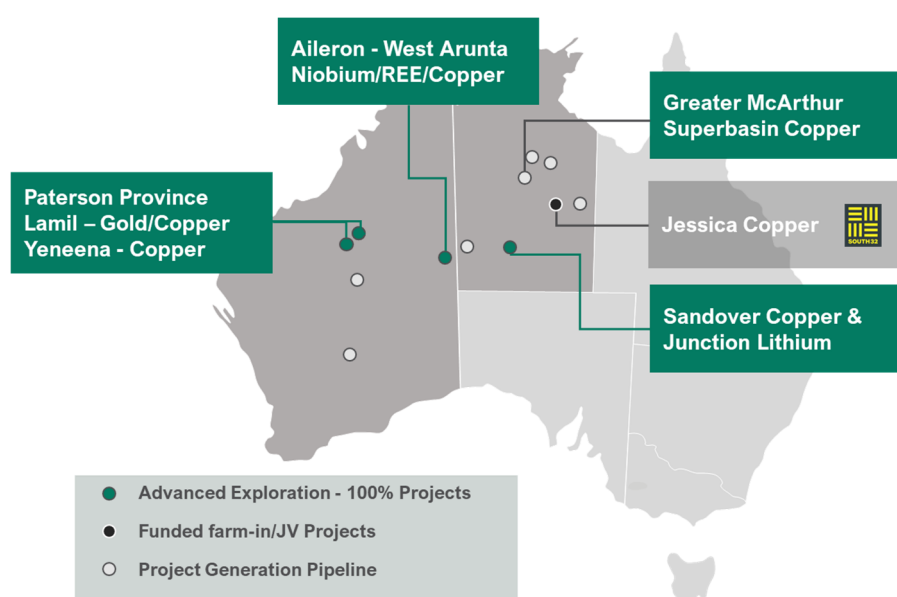 Aileron - West Arunta
Niobium/REE/Copper
Greater McArthur
Superbasin Copper
Paterson Province
Lamil – Gold/Copper
Yeneena - Copper
Jessica Copper
SOUTH32
Sandover Copper &
Junction Lithium
Advanced Exploration - 100% Projects
Funded farm-in/JV Projects
Project Generation Pipeline